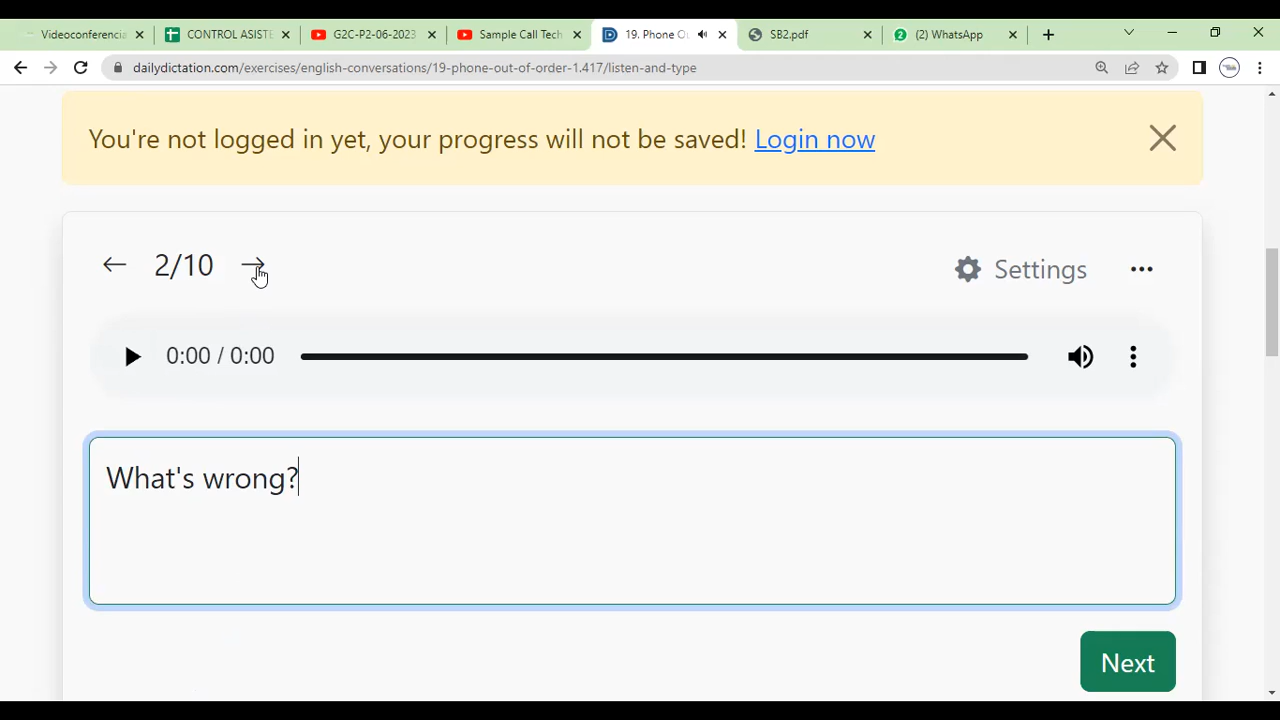 Videoconferencia
CONTROL ASISTE
G2C-P2-06-2023
Sample Call Tech
19. Phone Ou
SB2.pdf
(2) WhatsApp
dailydictation.com/exercises/english-conversations/19-phone-out-of-order-1.417/listen-and-type
You're not logged in yet, your progress will not be saved! Login now
2/10
Settings
0:00 / 0:00
What's wrong?
Next